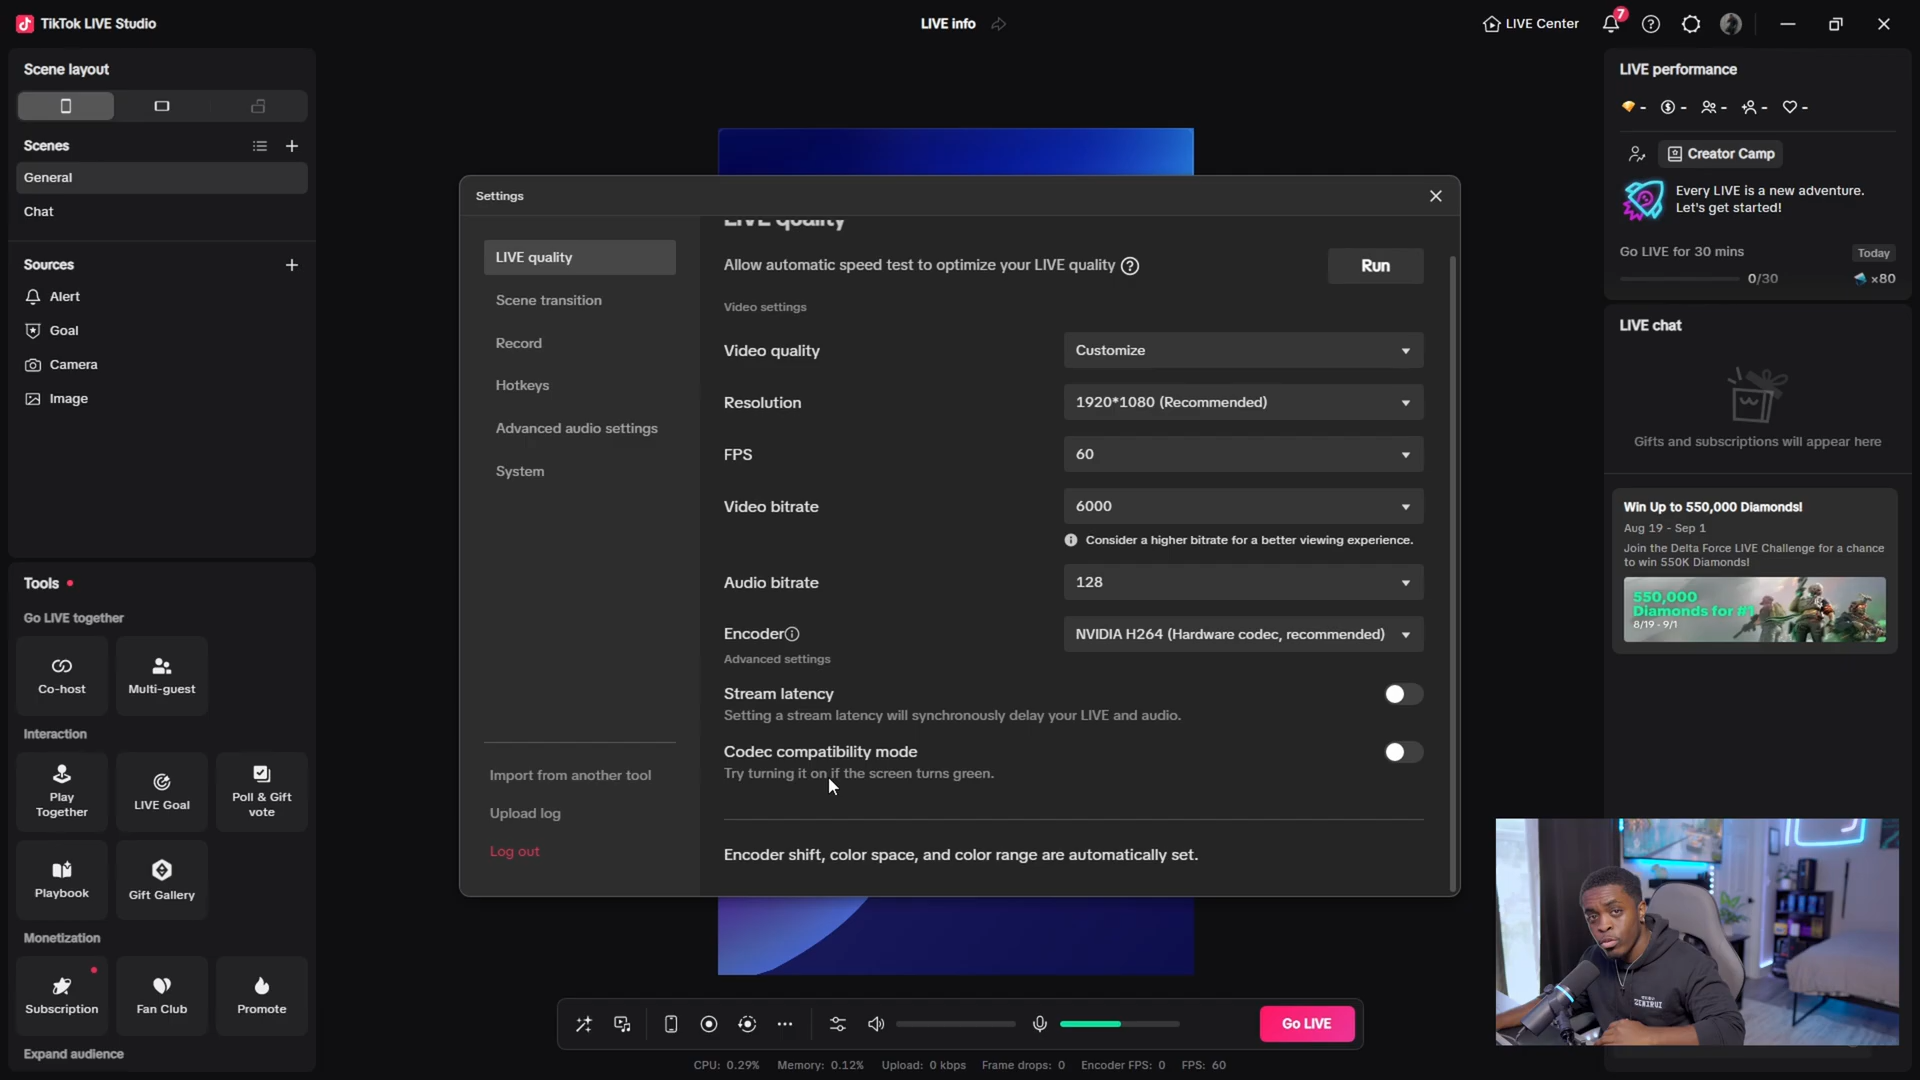 TikTok LIVE Studio
LIVE info
LIVE Center
7
Scene layout
Scenes
General
Chat
Sources
Alert
Goal
Camera
Image
Tools
Go LIVE together
Co-host
Multi-guest
Interaction
Play Together
LIVE Goal
Poll & Gift vote
Playbook
Gift Gallery
Monetization
Subscription
Fan Club
Promote
Expand audience
Settings
LIVE quality
Scene transition
Record
Hotkeys
Advanced audio settings
System
Import from another tool
Upload log
Log out
LIVE quality
Allow automatic speed test to optimize your LIVE quality
Run
Video settings
Video quality
Customize
Resolution
1920*1080 (Recommended)
FPS
60
Video bitrate
6000
Consider a higher bitrate for a better viewing experience.
Audio bitrate
128
Encoder
NVIDIA H264 (Hardware codec, recommended)
Advanced settings
Stream latency
Setting a stream latency will synchronously delay your LIVE and audio.
Codec compatibility mode
Try turning it on if the screen turns green.
Encoder shift, color space, and color range are automatically set.
Go LIVE
CPU: 0.29% Memory: 0.12% Upload: 0 kbps Frame drops: 0 Encoder FPS: 0 FPS: 60
LIVE performance
- - - - -
Creator Camp
Every LIVE is a new adventure.
Let's get started!
Go LIVE for 30 mins
Today
0/30
×80
LIVE chat
Gifts and subscriptions will appear here
Win Up to 550,000 Diamonds!
Aug 19 - Sep 1
Join the Delta Force LIVE Challenge for a chance
to win 550K Diamonds!
550,000
Diamonds for #1
8/19 - 9/1